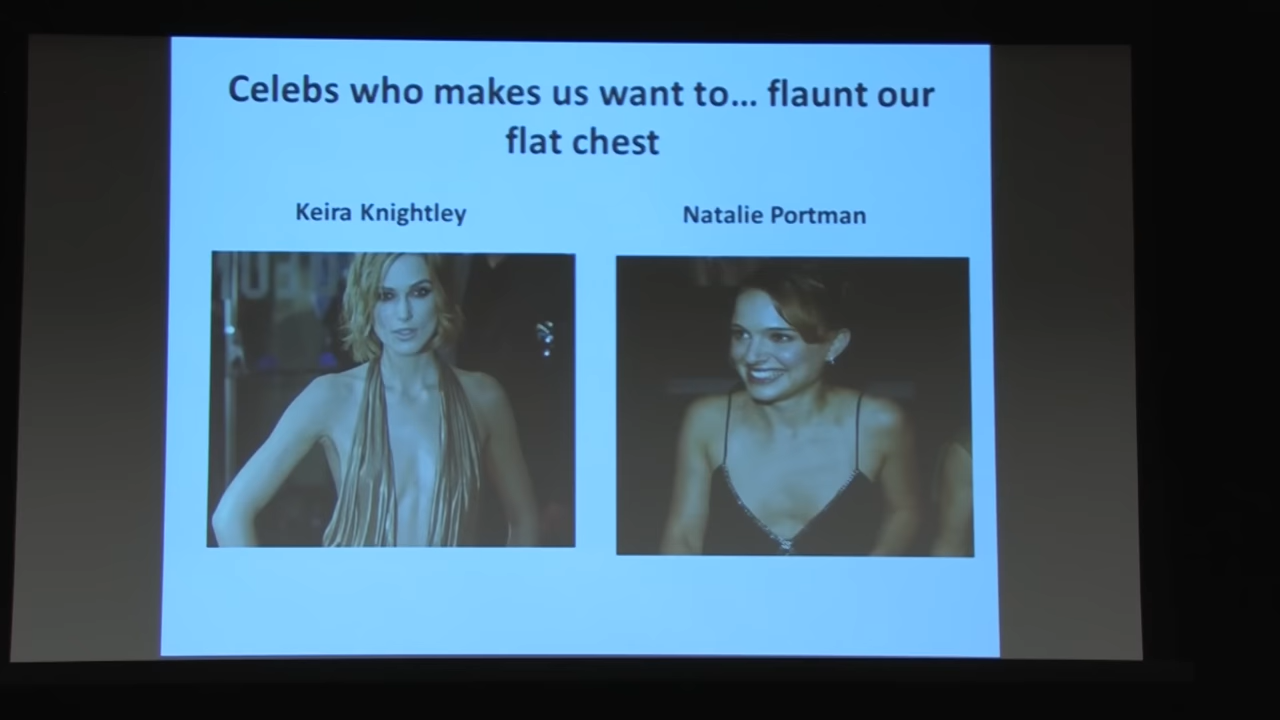 Celebs who makes us want to... flaunt our
flat chest
Keira Knightley
Natalie Portman